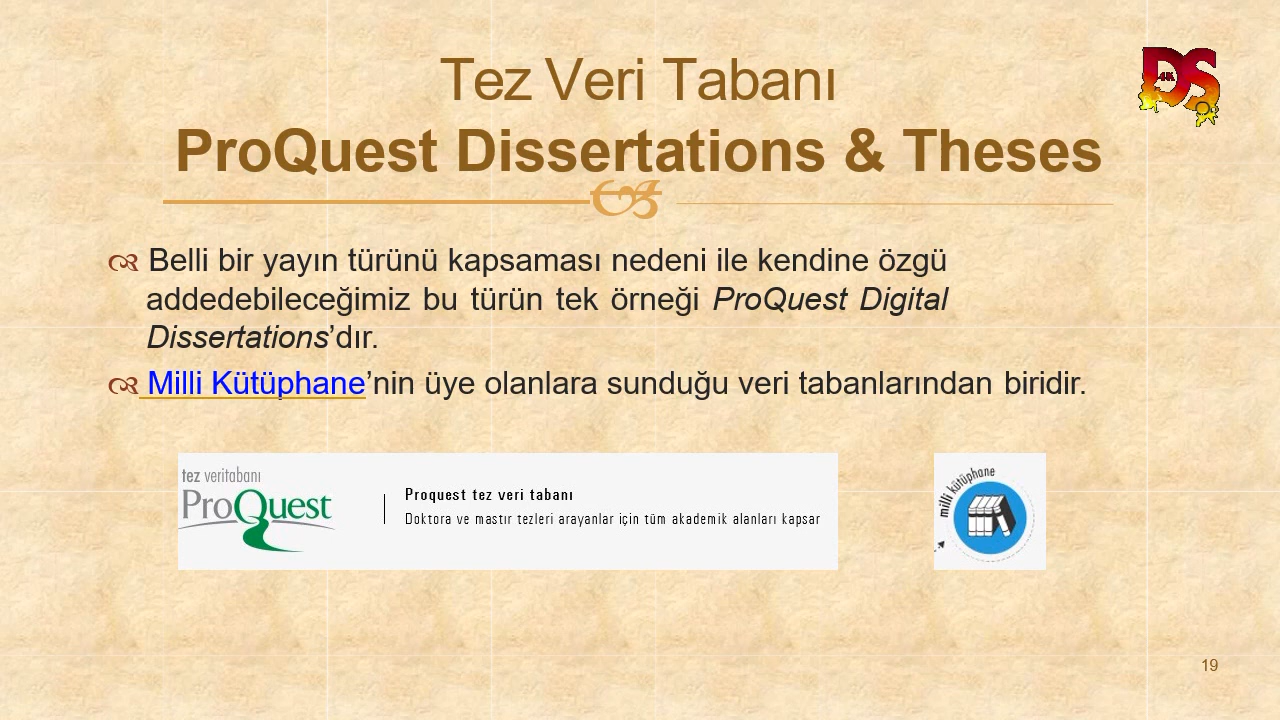 Tez Veri Tabanı
DS
4K
ProQuest Dissertations & Theses
Belli bir yayın türünü kapsaması nedeni ile kendine özgü
addedebileceğimiz bu türün tek örneği ProQuest Digital
Dissertations’dır.
Milli Kütüphane’nin üye olanlara sunduğu veri tabanlarından biridir.
tez veritabanı
ProQuest
Proquest tez veri tabanı
Doktora ve mastır tezleri arayanlar için tüm akademik alanları kapsar
milli kütüphane
19